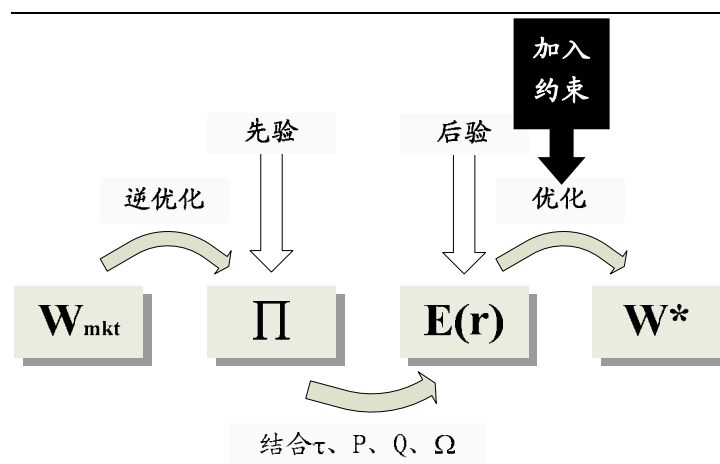 加入
约束
先验
后验
逆优化
优化
Wmkt
∏
E(r)
W*
结合τ、P、Q、Ω